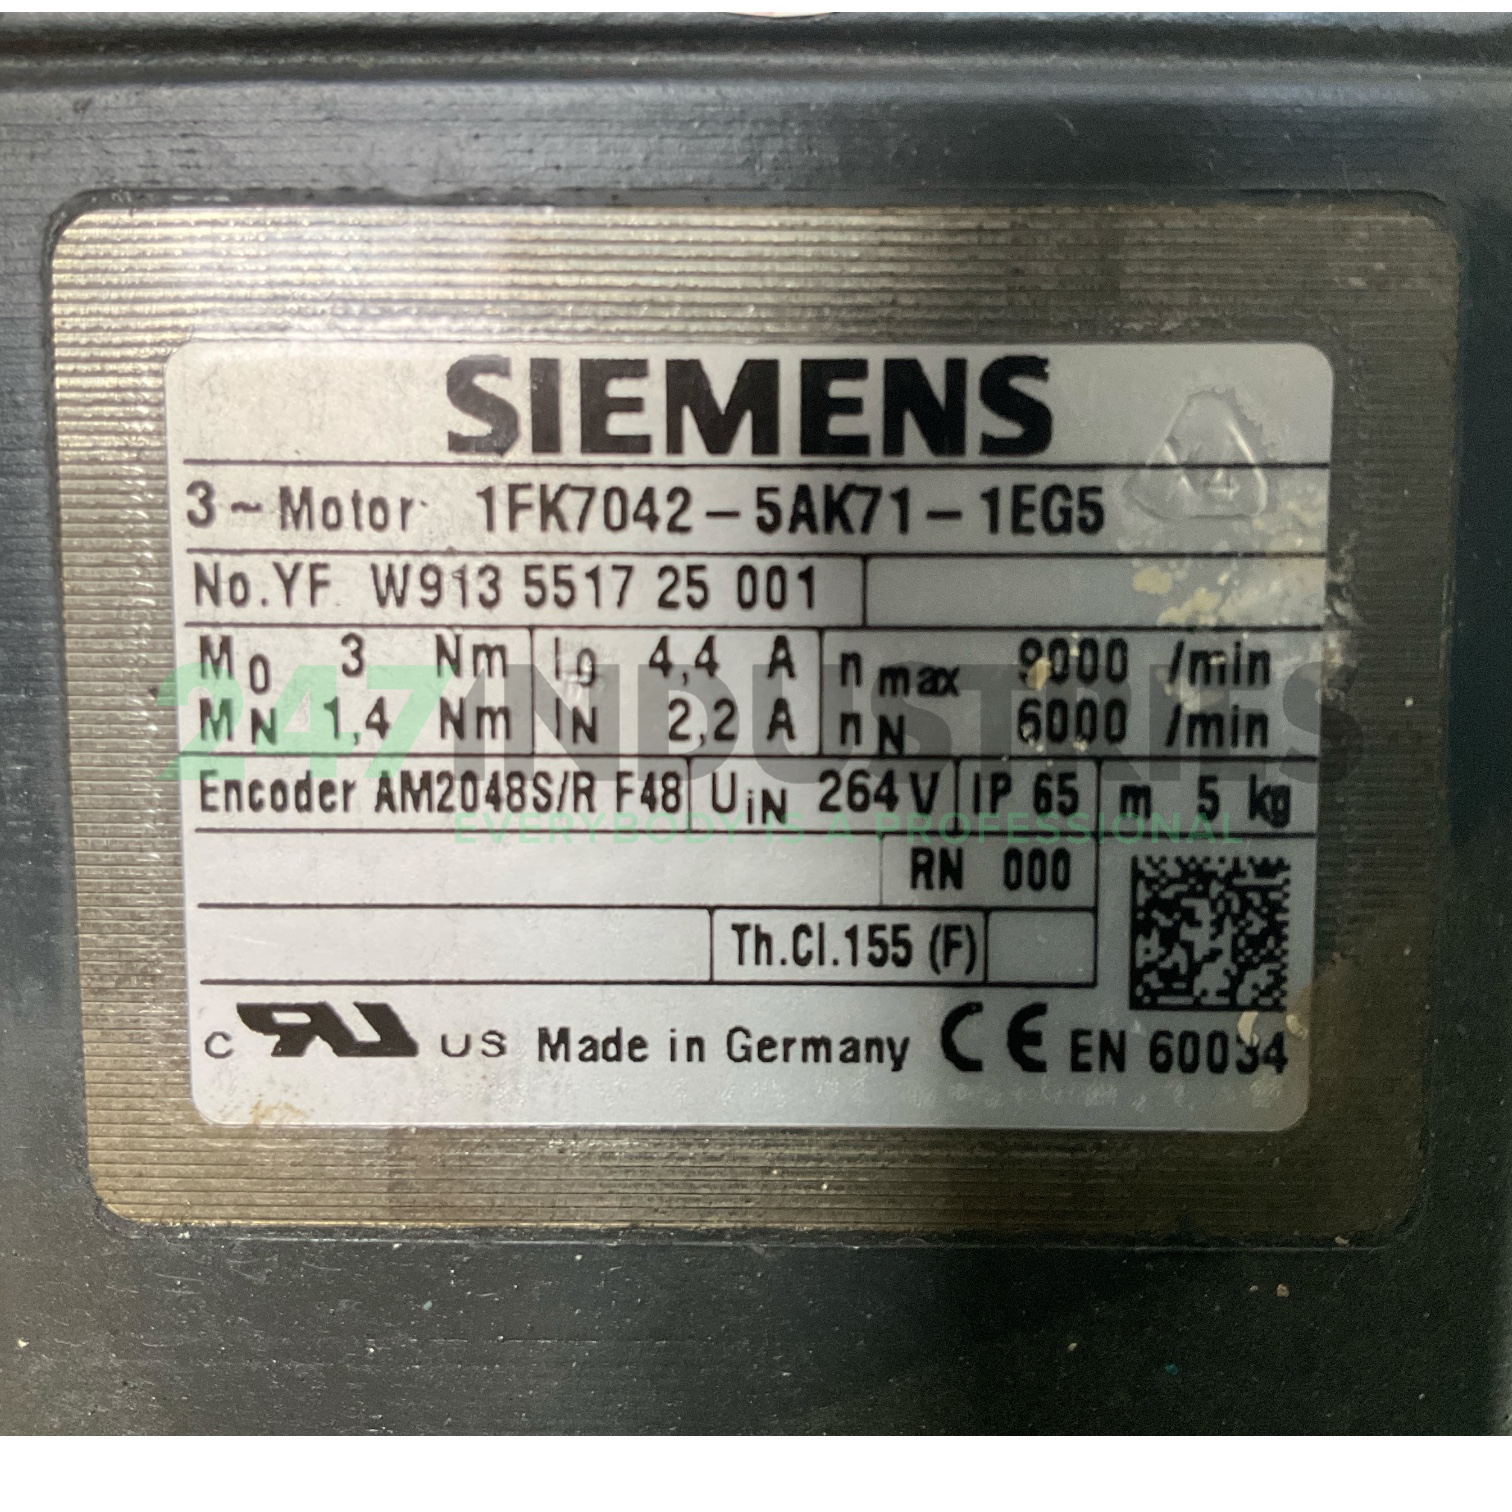 SIEMENS
3~Motor 1FK7042-5AK71-1EG5
No.YF W913 5517 25 001
M0 3 Nm I0 4,4 A nmax 9000 /min
MN 1,4 Nm IN 2,2 A nN 6000 /min
247INDUSTRIES
Encoder AM2048S/R F48 UIN 264 V IP 65 m 5 kg
EVERYBODY IS A PROFESSIONAL
RN 000
Th.Cl.155 (F)
C RU US Made in Germany CE EN 60034